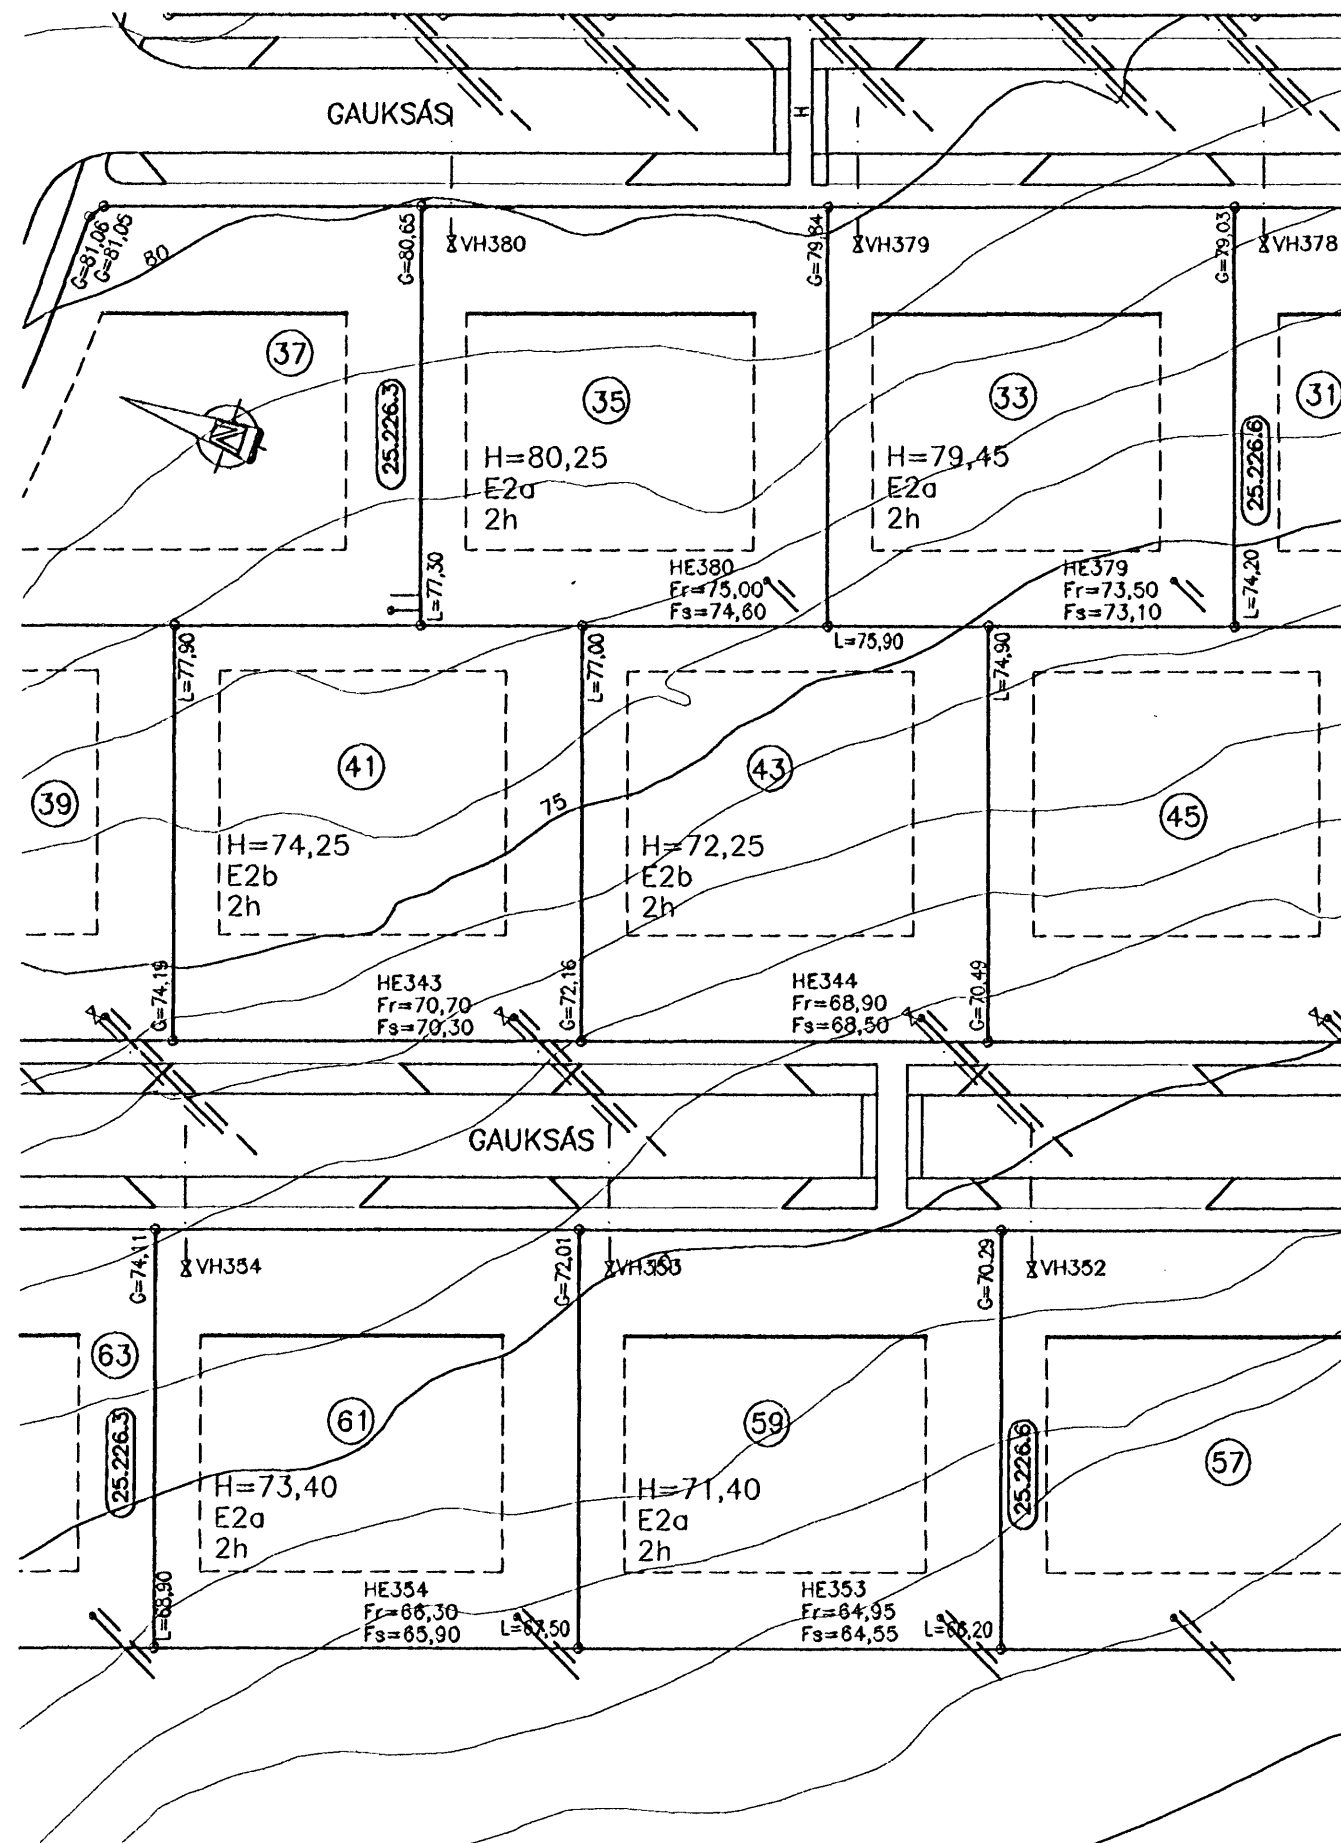 GAUKSÁS
H
G=81,06
G=81,05
80
G=80,65
VH380
G=79,84
VH379
G=79,03
VH378
37
35
33
31
N
25.226.3
H=80,25
E2a
2h
H=79,45
E2a
2h
25.226.6
L=77,30
HE380
Fr=75,00
Fs=74,60
HE379
Fr=73,50
Fs=73,10
L=74,20
L=77,90
L=77,00
L=75,90
L=74,90
39
41
43
45
75
H=74,25
E2b
2h
H=72,25
E2b
2h
G=74,19
HE343
Fr=70,70
Fs=70,30
G=72,16
HE344
Fr=68,90
Fs=68,50
G=70,49
GAUKSÁS
G=74,11
VH354
G=72,01
VH353
G=70.29
VH352
63
61
59
57
25.226.3
H=73,40
E2a
2h
H=71,40
E2a
2h
25.226.6
L=68,90
HE354
Fr=66,30
Fs=65,90
L=67,50
HE353
Fr=64,95
Fs=64,55
L=66,20